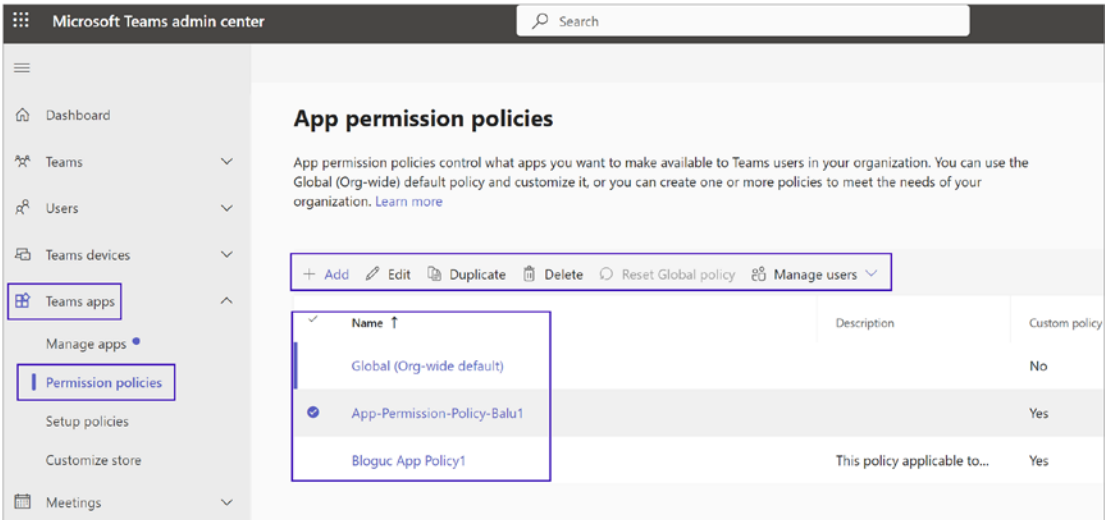 Microsoft Teams admin center
Search
Dashboard
Teams
Users
Teams devices
Teams apps
Manage apps
Permission policies
Setup policies
Customize store
Meetings
App permission policies
App permission policies control what apps you want to make available to Teams users in your organization. You can use the
Global (Org-wide) default policy and customize it, or you can create one or more policies to meet the needs of your
organization. Learn more
+ Add Edit Duplicate Delete Reset Global policy Manage users
Name ↑ Description Custom policy
Global (Org-wide default) No
App-Permission-Policy-Balu1 Yes
Bloguc App Policy1 This policy applicable to... Yes